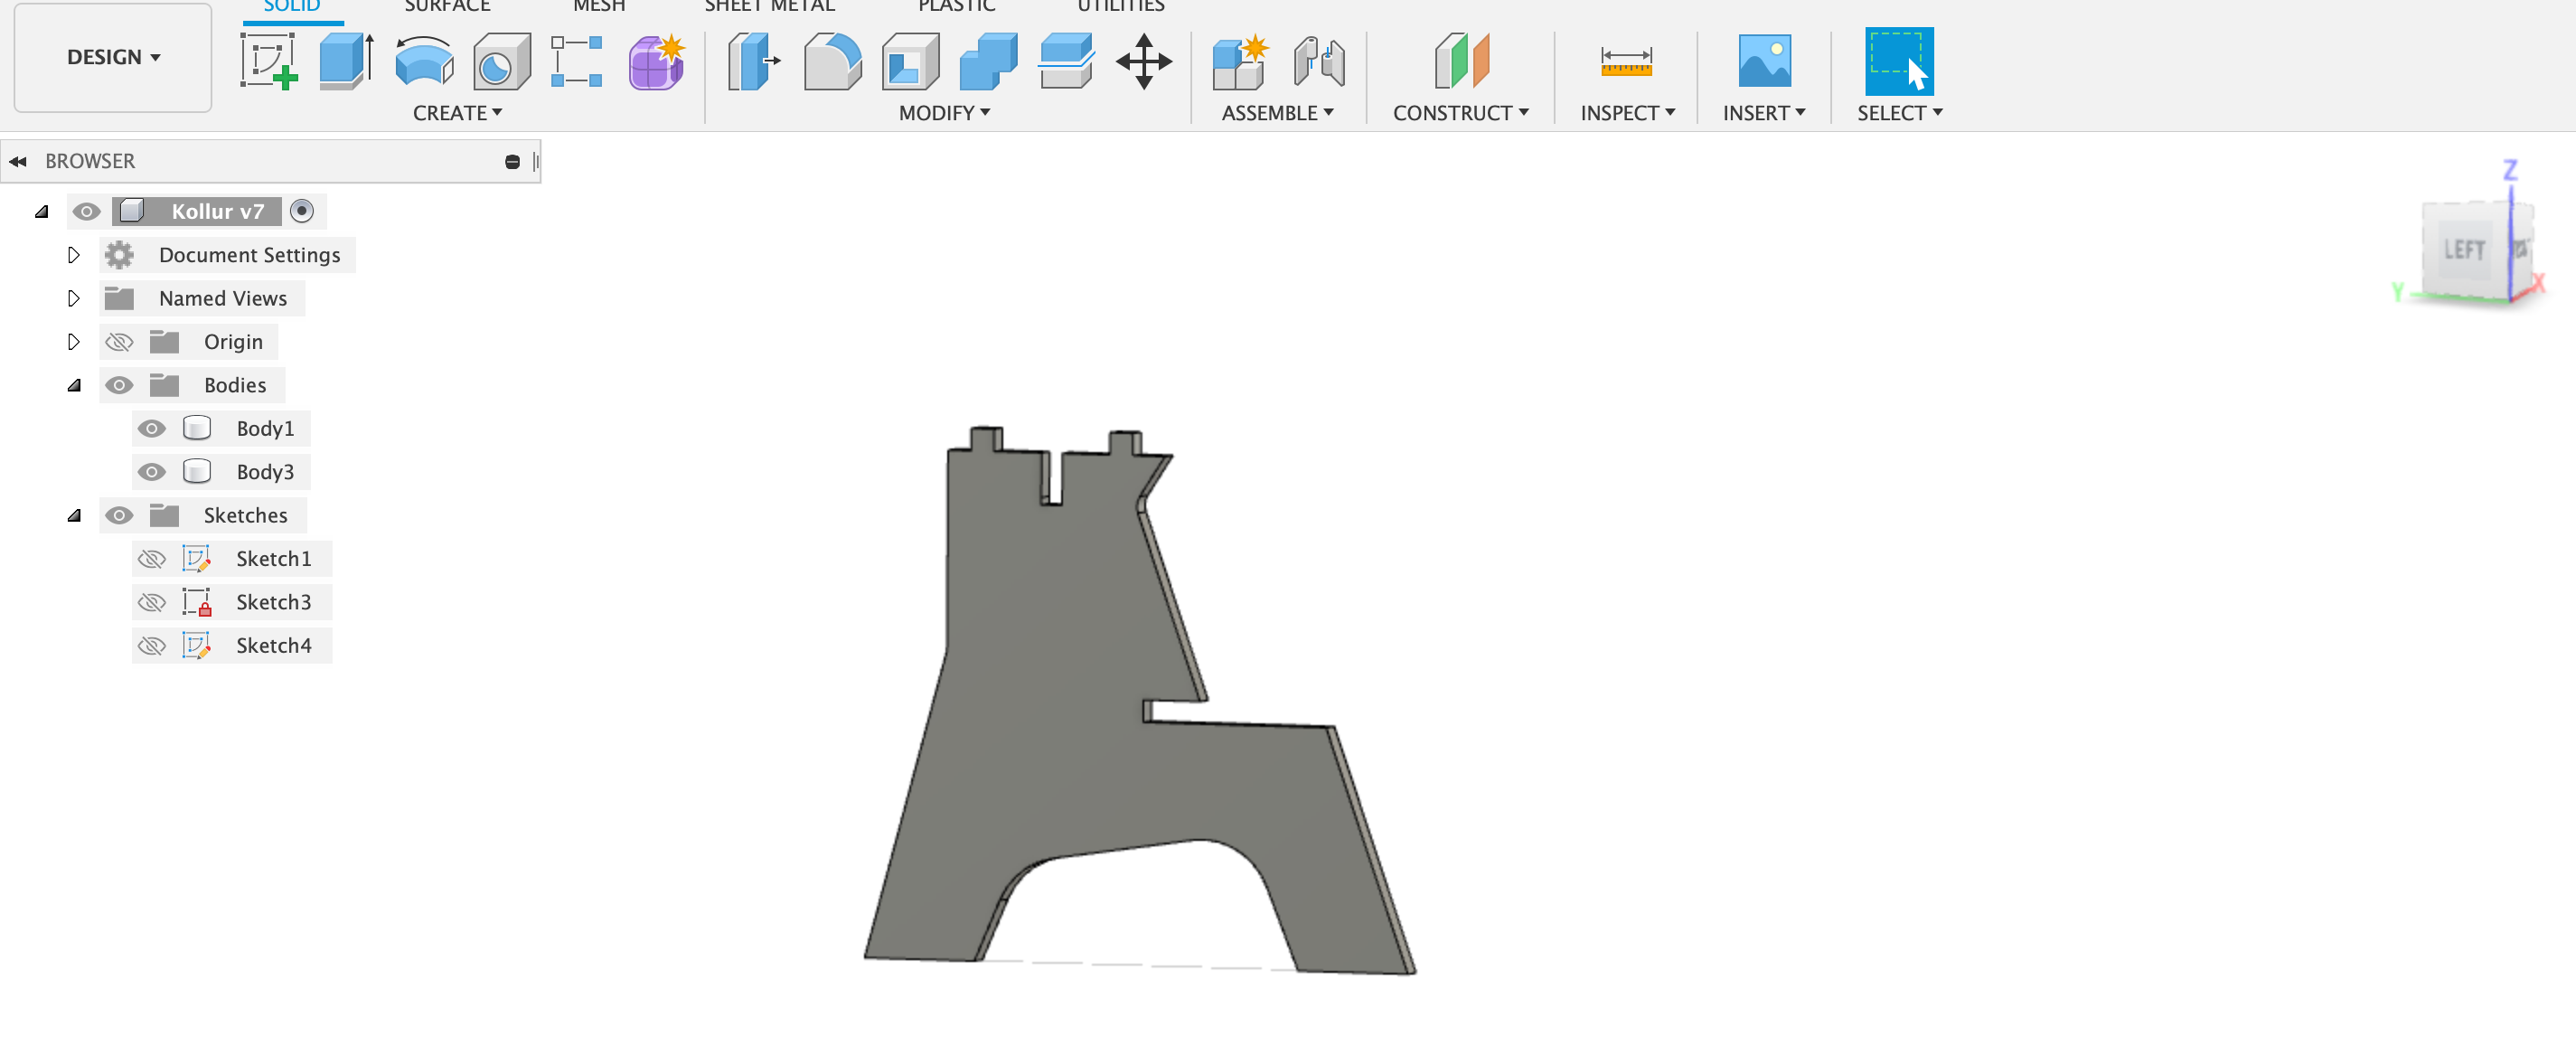 SOLID SURFACE MESH SHEET METAL PLASTIC UTILITIES
DESIGN
CREATE MODIFY ASSEMBLE CONSTRUCT INSPECT INSERT SELECT
BROWSER
Kollur v7
Document Settings
Named Views
Origin
Bodies
Body1
Body3
Sketches
Sketch1
Sketch3
Sketch4
Z
LEFT
Y
X